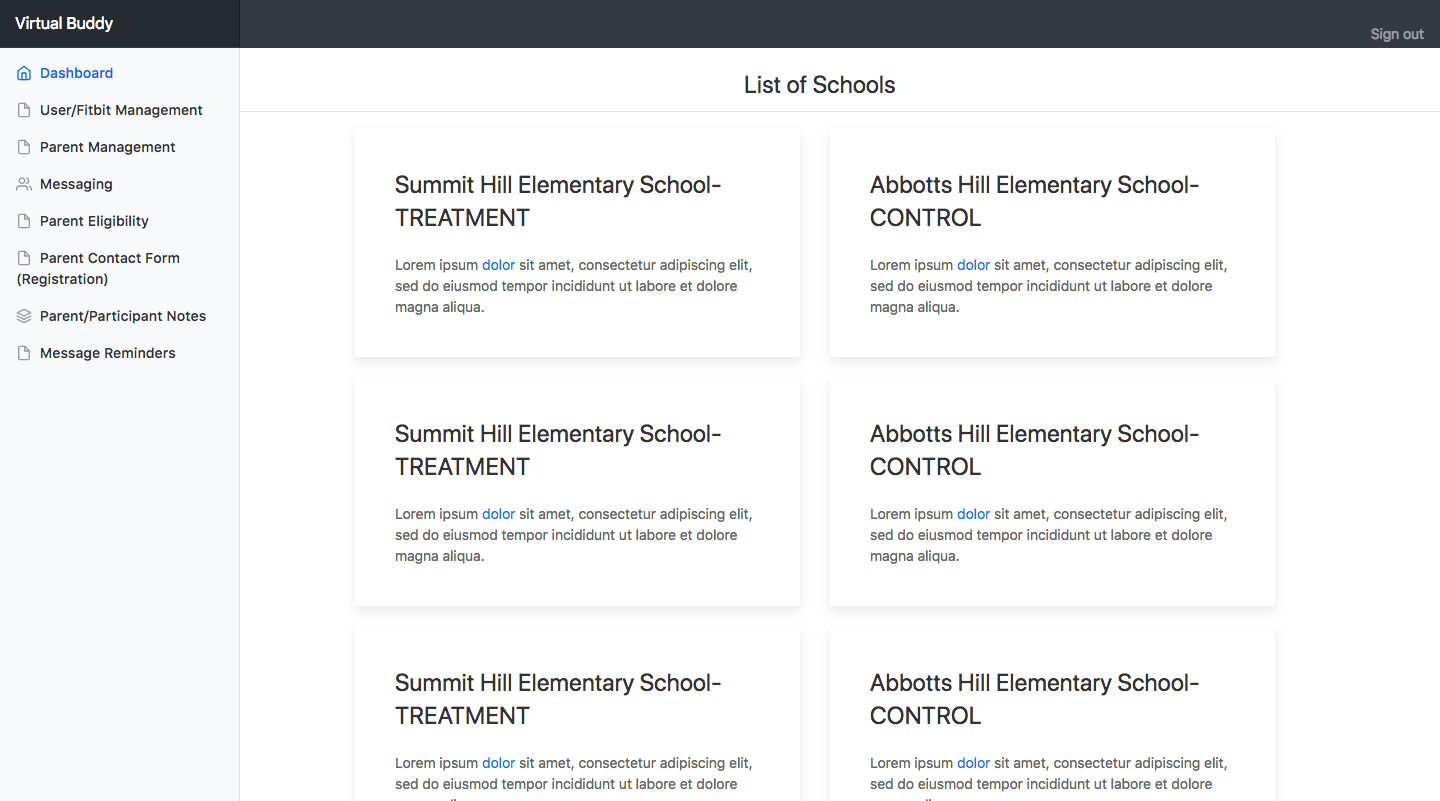 Virtual Buddy
Sign out
Dashboard
User/Fitbit Management
Parent Management
Messaging
Parent Eligibility
Parent Contact Form
(Registration)
Parent/Participant Notes
Message Reminders
List of Schools
Summit Hill Elementary School-
TREATMENT
Lorem ipsum dolor sit amet, consectetur adipiscing elit,
sed do eiusmod tempor incididunt ut labore et dolore
magna aliqua.
Abbotts Hill Elementary School-
CONTROL
Lorem ipsum dolor sit amet, consectetur adipiscing elit,
sed do eiusmod tempor incididunt ut labore et dolore
magna aliqua.
Summit Hill Elementary School-
TREATMENT
Lorem ipsum dolor sit amet, consectetur adipiscing elit,
sed do eiusmod tempor incididunt ut labore et dolore
magna aliqua.
Abbotts Hill Elementary School-
CONTROL
Lorem ipsum dolor sit amet, consectetur adipiscing elit,
sed do eiusmod tempor incididunt ut labore et dolore
magna aliqua.
Summit Hill Elementary School-
TREATMENT
Lorem ipsum dolor sit amet, consectetur adipiscing elit,
sed do eiusmod tempor incididunt ut labore et dolore
Abbotts Hill Elementary School-
CONTROL
Lorem ipsum dolor sit amet, consectetur adipiscing elit,
sed do eiusmod tempor incididunt ut labore et dolore